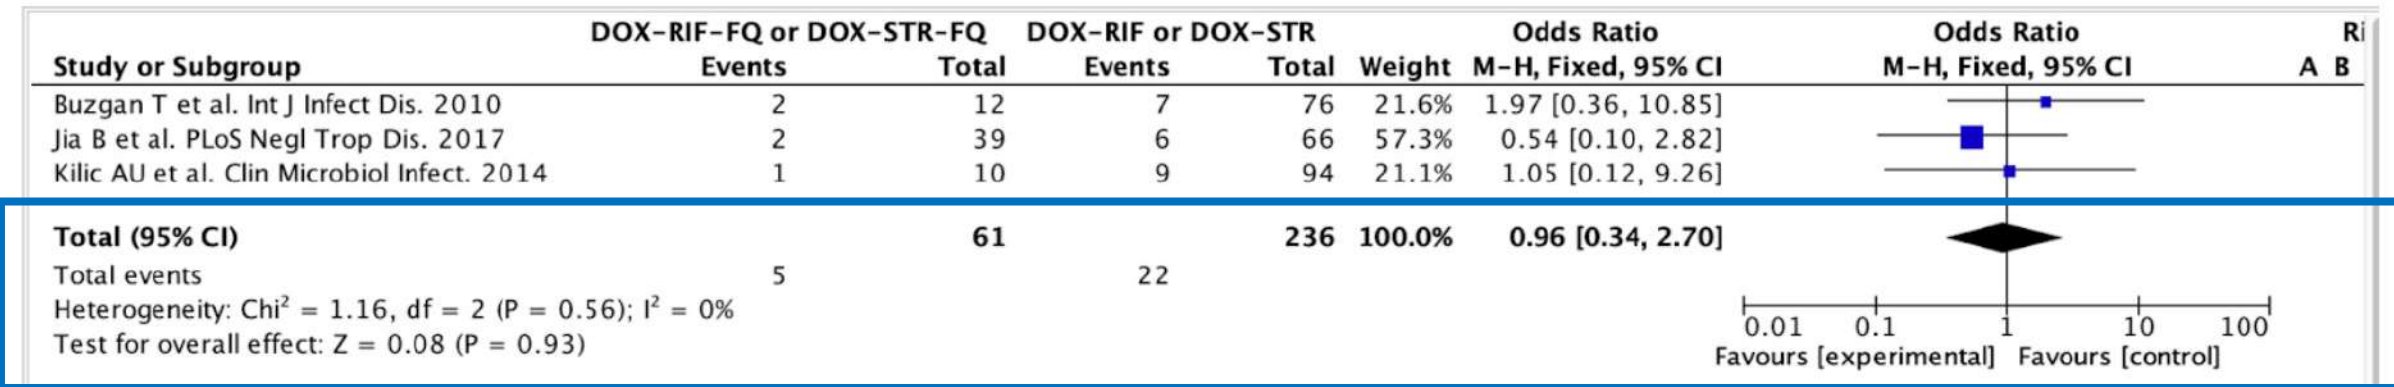 DOX-RIF-FQ or DOX-STR-FQ DOX-RIF or DOX-STR Odds Ratio Odds Ratio Ri
Study or Subgroup Events Total Events Total Weight M-H, Fixed, 95% CI M-H, Fixed, 95% CI A B
Buzgan T et al. Int J Infect Dis. 2010 2 12 7 76 21.6% 1.97 [0.36, 10.85]
Jia B et al. PLoS Negl Trop Dis. 2017 2 39 6 66 57.3% 0.54 [0.10, 2.82]
Kilic AU et al. Clin Microbiol Infect. 2014 1 10 9 94 21.1% 1.05 [0.12, 9.26]
Total (95% CI) 61 236 100.0% 0.96 [0.34, 2.70]
Total events 5 22
Heterogeneity: Chi² = 1.16, df = 2 (P = 0.56); I² = 0%
Test for overall effect: Z = 0.08 (P = 0.93)
0.01 0.1 1 10 100
Favours [experimental] Favours [control]